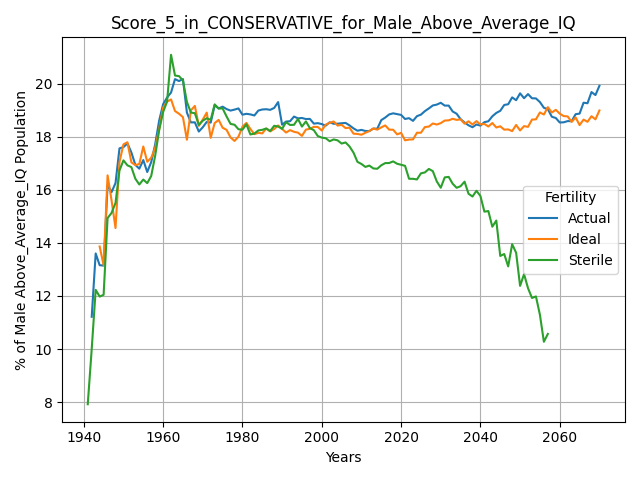 Score_5_in_CONSERVATIVE_for_Male_Above_Average_IQ
% of Male Above_Average_IQ Population
20
18
16
14
12
10
8
Fertility
Actual
Ideal
Sterile
1940 1960 1980 2000 2020 2040 2060
Years